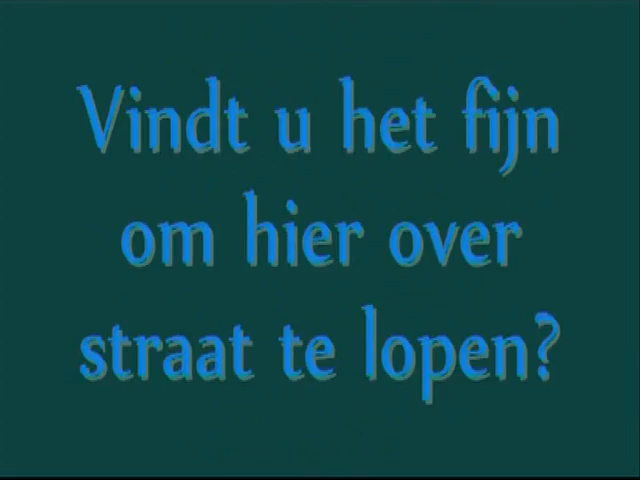 Vindt u het fijn
om hier over
straat te lopen?